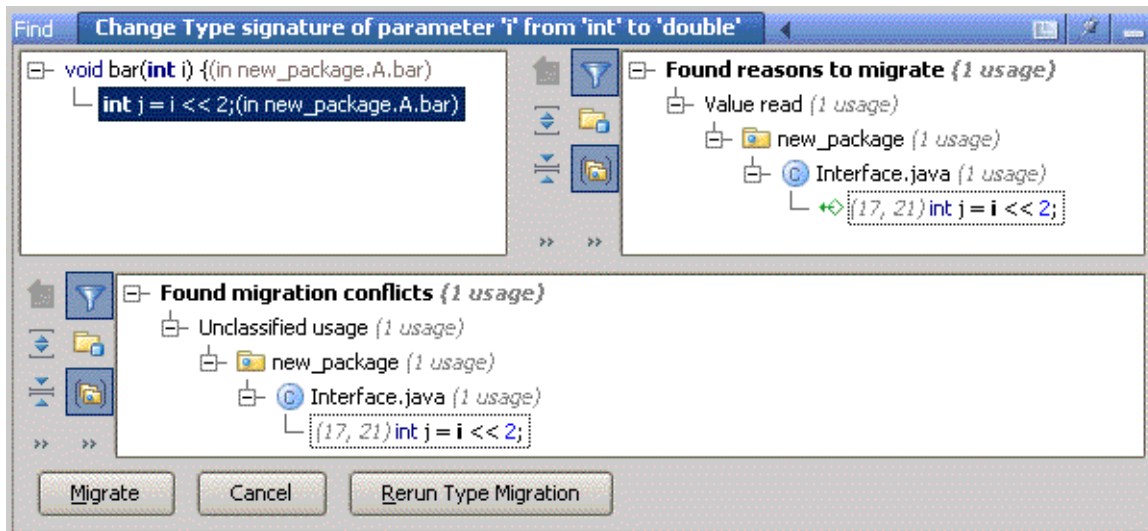 Find Change Type signature of parameter 'i' from 'int' to 'double'
void bar(int i) {(in new_package.A.bar)
int j = i << 2;(in new_package.A.bar)
Found reasons to migrate (1 usage)
Value read (1 usage)
new_package (1 usage)
Interface.java (1 usage)
(17, 21) int j = i << 2;
Found migration conflicts (1 usage)
Unclassified usage (1 usage)
new_package (1 usage)
Interface.java (1 usage)
(17, 21) int j = i << 2;
Migrate Cancel Rerun Type Migration